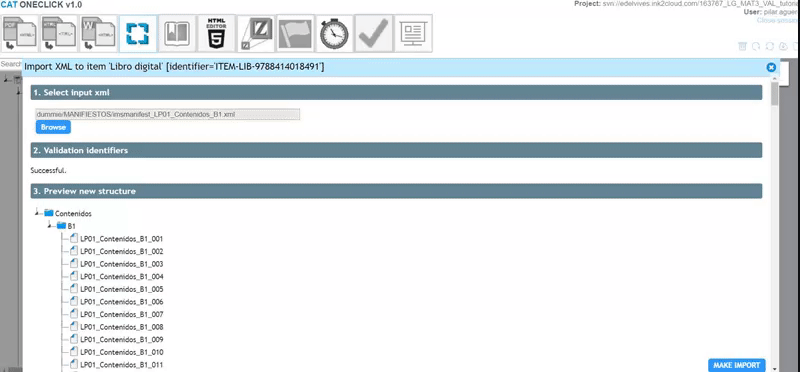 CAT ONECLICK v1.0
Project: svn://edelvives.ink2cloud.com/163767_LG_MAT3_VAL_tutoria
User: pilar aguer
HTML EDITOR
Import XML to item 'Libro digital' [identifier='ITEM-LIB-9788414018491']
1. Select input xml
dummie/MANIFIESTOS/imsmanifest_LP01_Contenidos_B1.xml
Browse
2. Validation identifiers
Successful.
3. Preview new structure
Contenidos
B1
LP01_Contenidos_B1_001
LP01_Contenidos_B1_002
LP01_Contenidos_B1_003
LP01_Contenidos_B1_004
LP01_Contenidos_B1_005
LP01_Contenidos_B1_006
LP01_Contenidos_B1_007
LP01_Contenidos_B1_008
LP01_Contenidos_B1_009
LP01_Contenidos_B1_010
LP01_Contenidos_B1_011
MAKE IMPORT